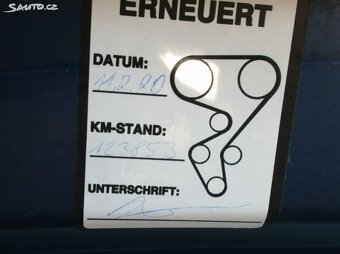 SAUTO.CZ
ERNEUERT
DATUM:
11.2.20
KM-STAND:
123853
UNTERSCHRIFT: